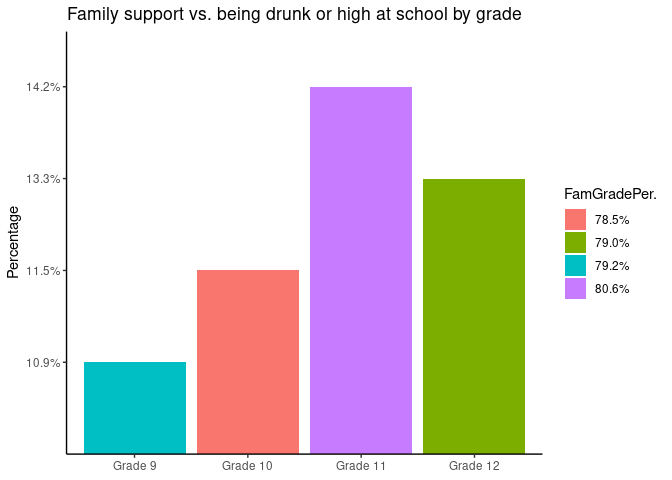 Family support vs. being drunk or high at school by grade
Percentage
14.2%
13.3%
11.5%
10.9%
Grade 9
Grade 10
Grade 11
Grade 12
FamGradePer.
78.5%
79.0%
79.2%
80.6%